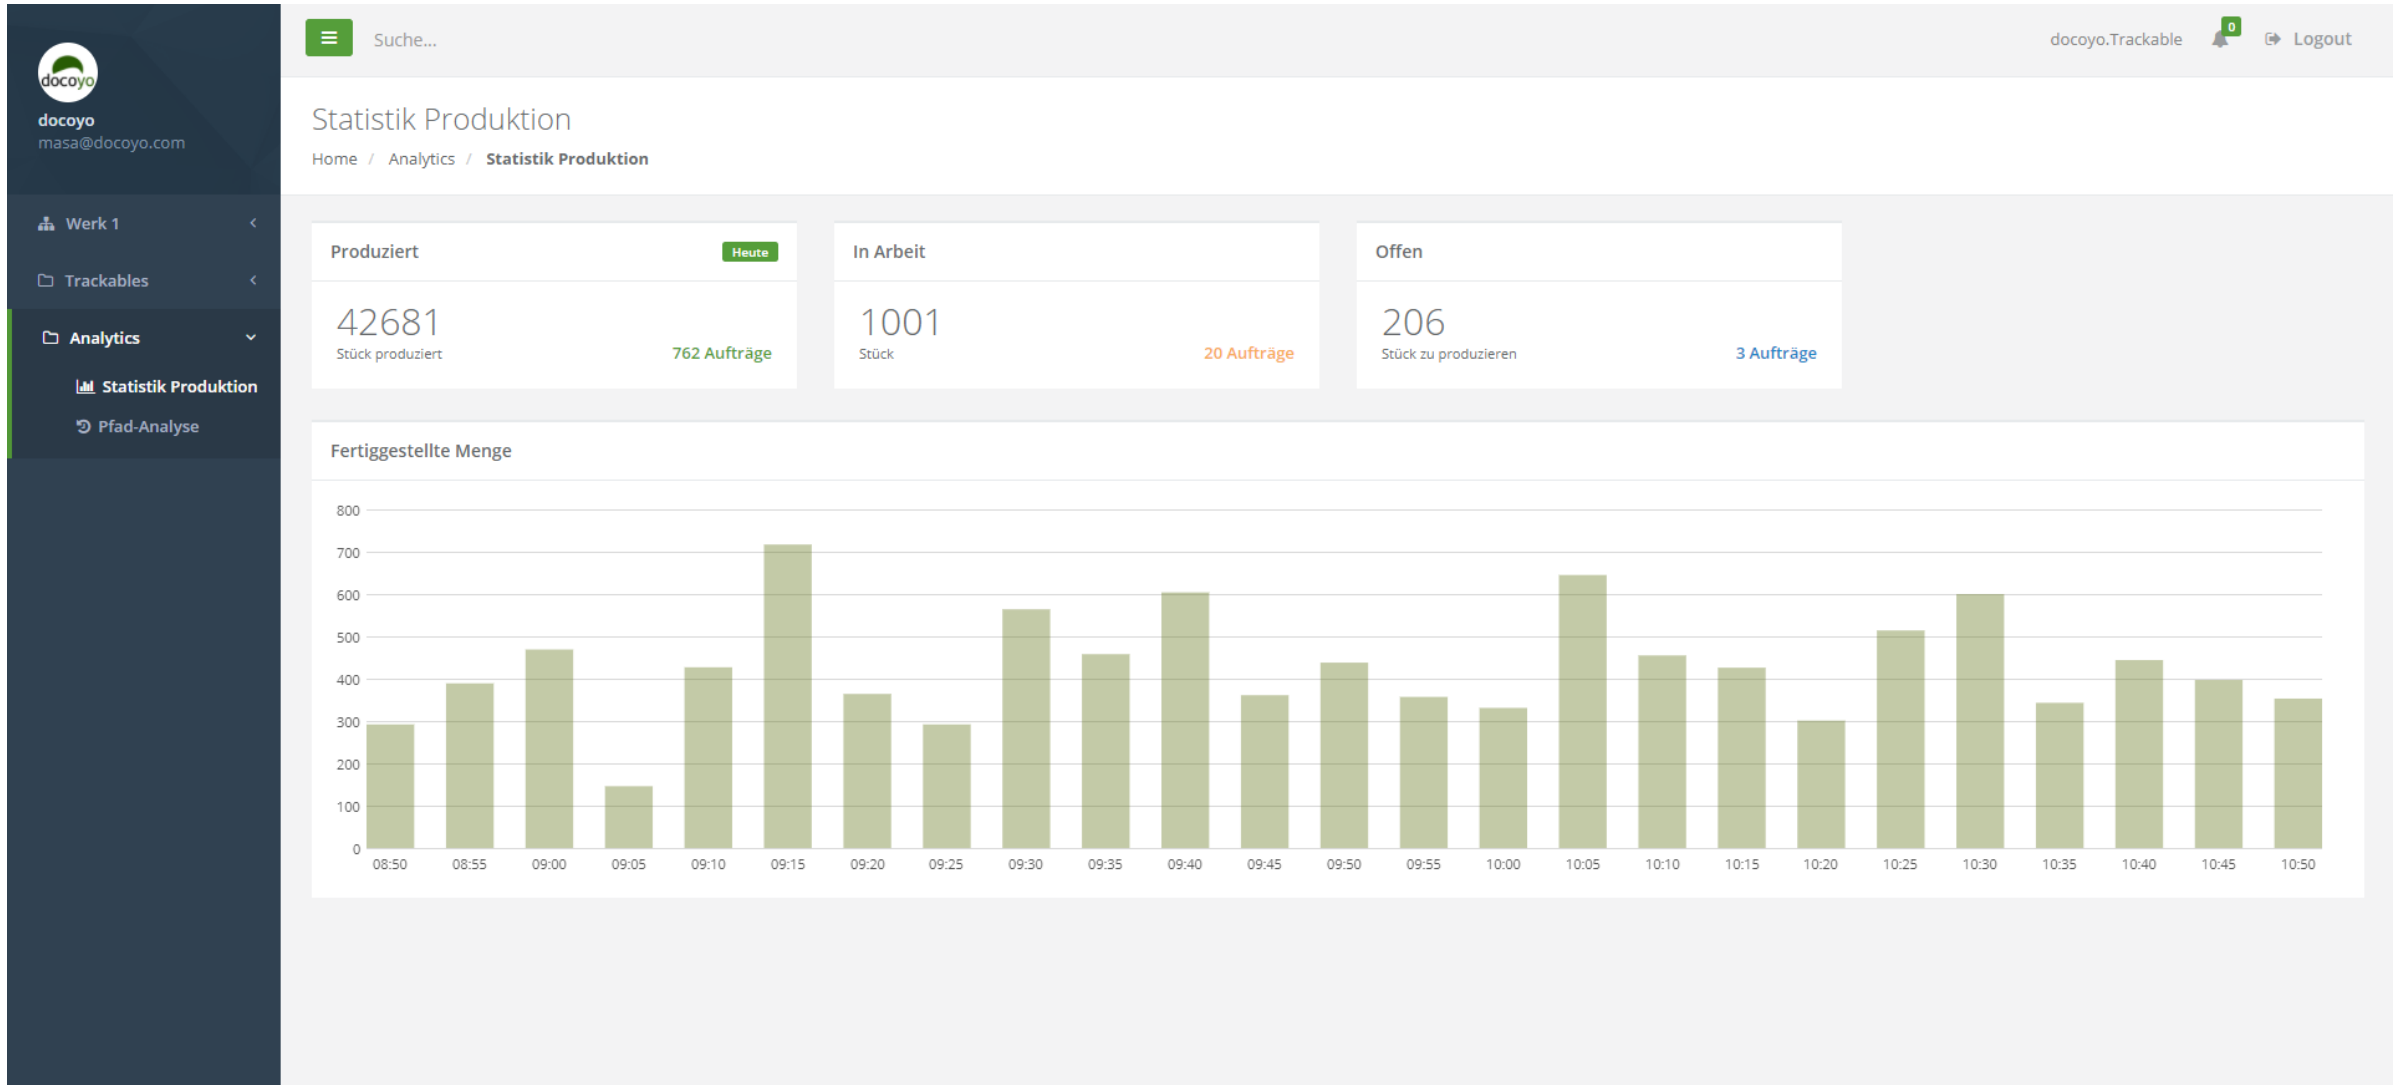 docoyo
docoyo
masa@docoyo.com
Werk 1
Trackables
Analytics
Statistik Produktion
Pfad-Analyse
Suche...
docoyo.Trackable
0
Logout
Statistik Produktion
Home / Analytics / Statistik Produktion
Produziert
Heute
42681
Stück produziert
762 Aufträge
In Arbeit
1001
Stück
20 Aufträge
Offen
206
Stück zu produzieren
3 Aufträge
Fertiggestellte Menge
800
700
600
500
400
300
200
100
0
08:50 08:55 09:00 09:05 09:10 09:15 09:20 09:25 09:30 09:35 09:40 09:45 09:50 09:55 10:00 10:05 10:10 10:15 10:20 10:25 10:30 10:35 10:40 10:45 10:50